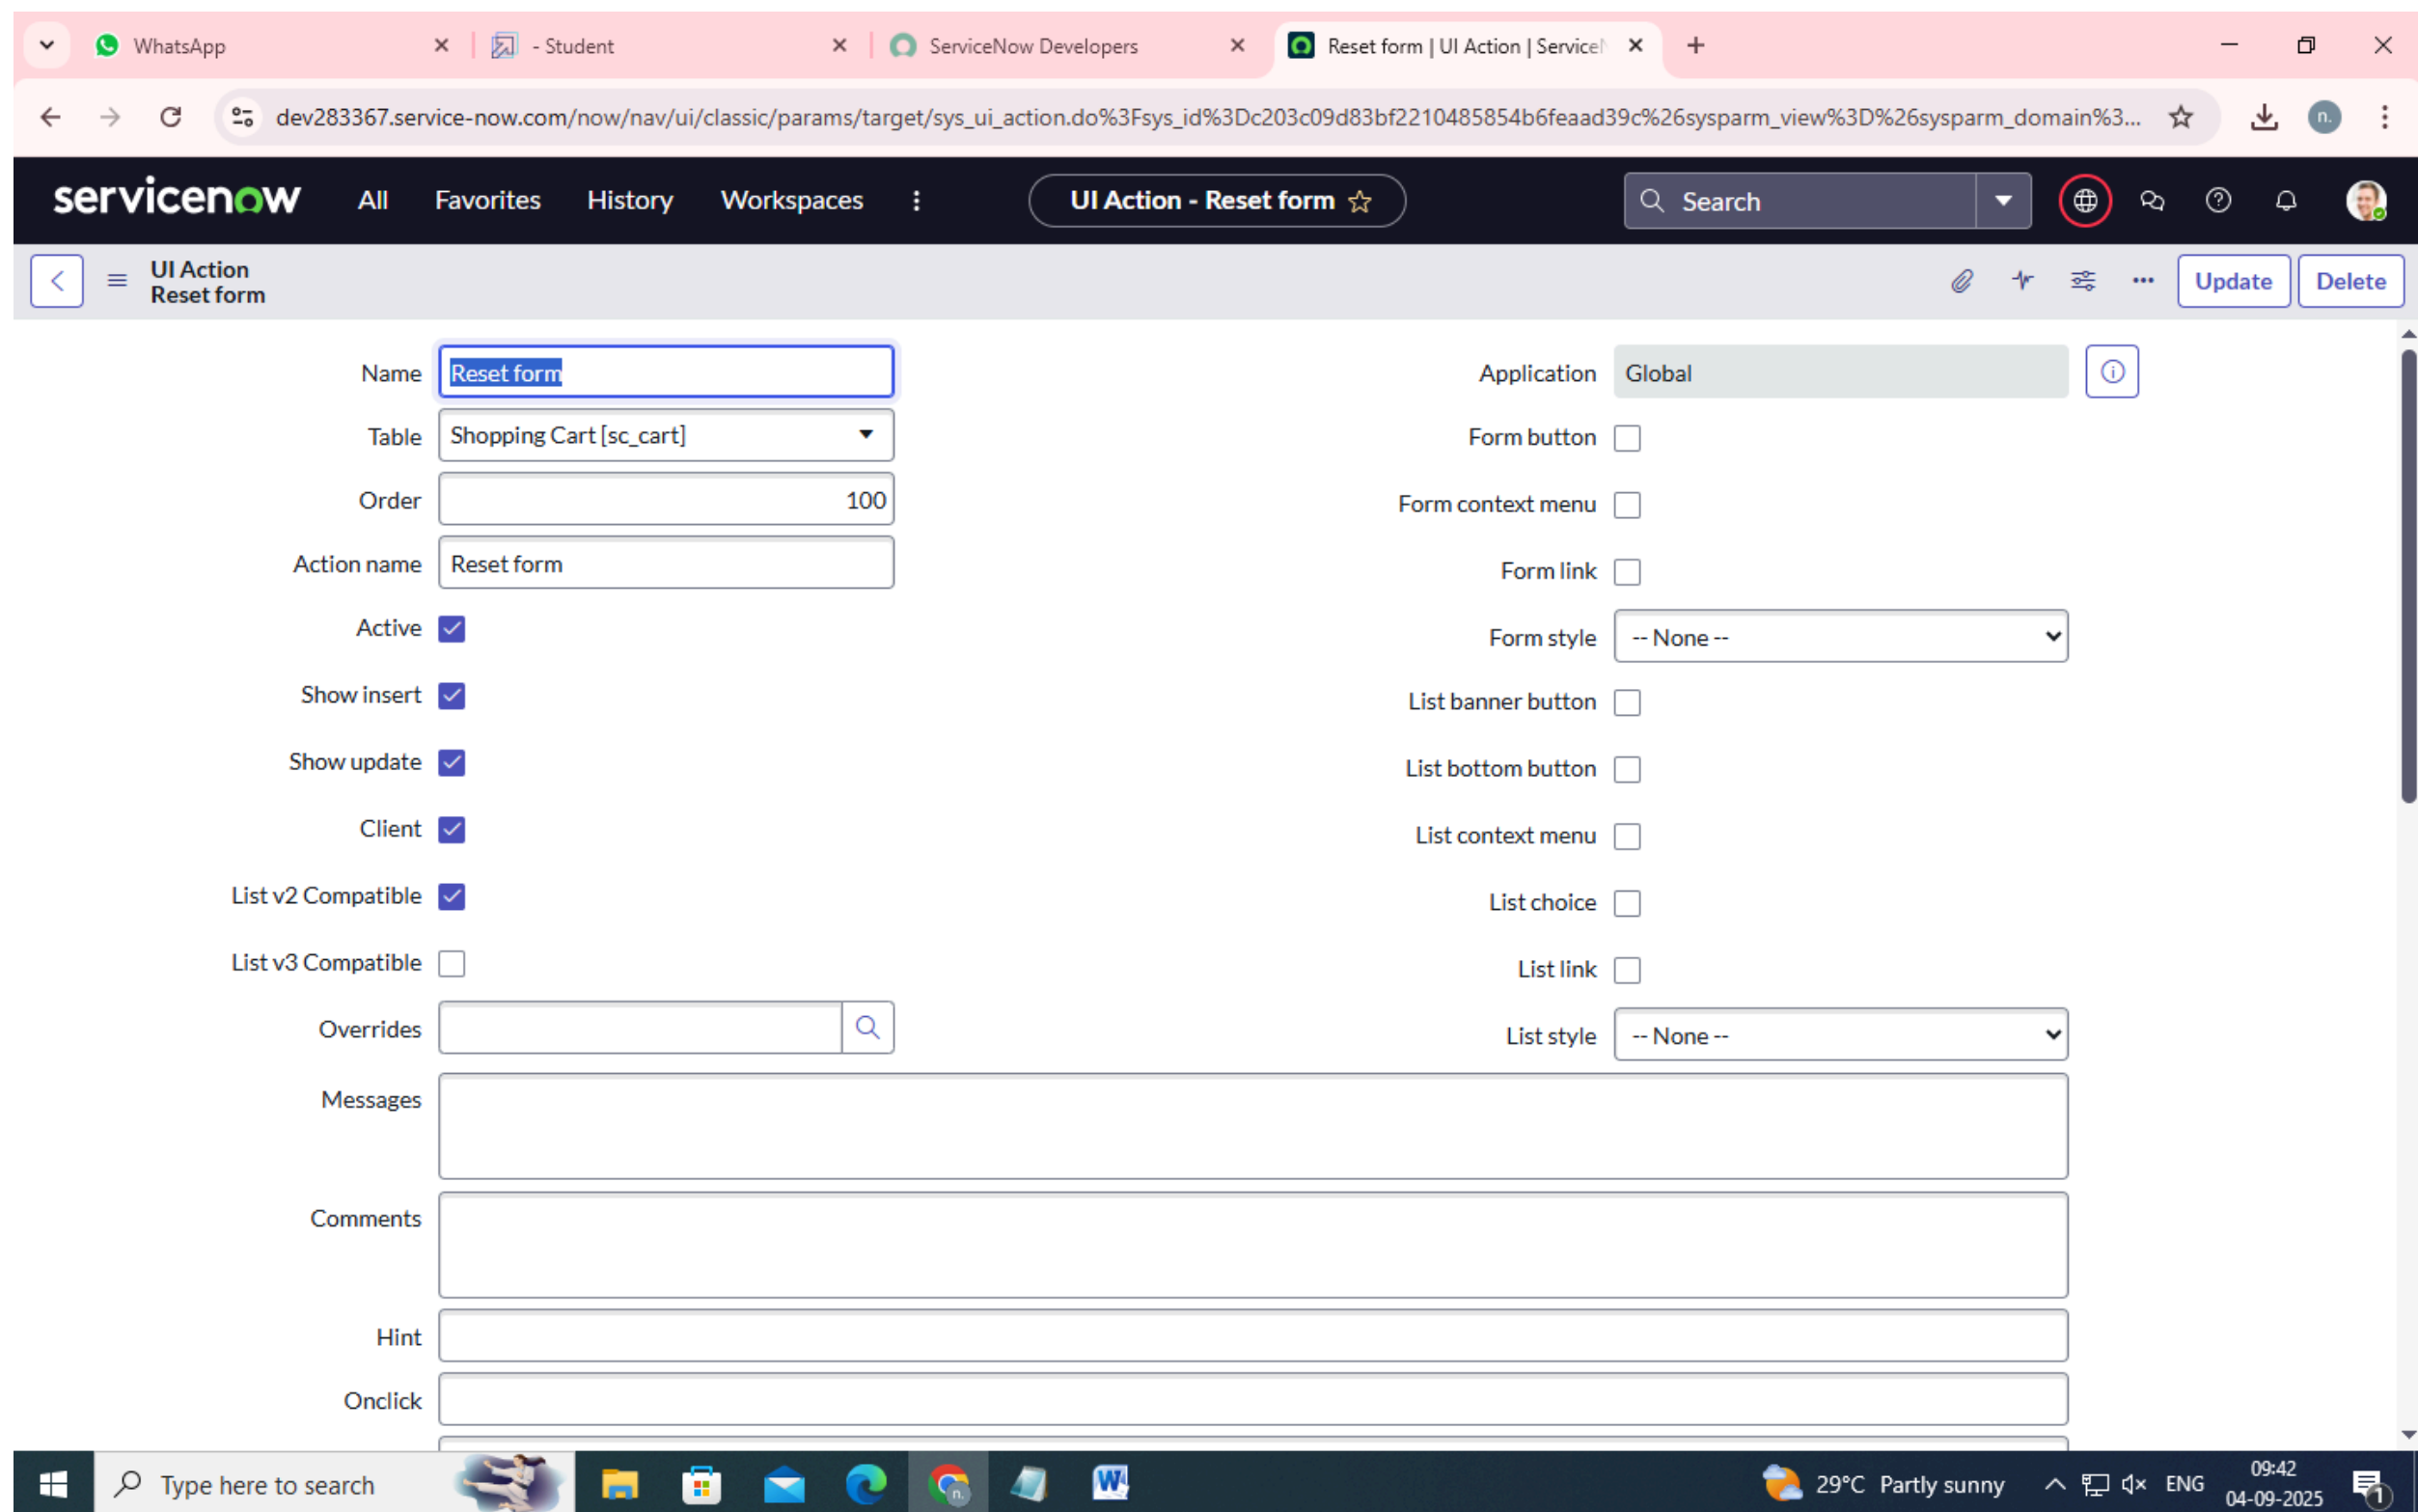 WhatsApp
- Student
ServiceNow Developers
Reset form | UI Action | Service
dev283367.service-now.com/now/nav/ui/classic/params/target/sys_ui_action.do%3Fsys_id%3Dc203c09d83bf2210485854b6feaad39c%26sysparm_view%3D%26sysparm_domain%3...
n.
servicenow All Favorites History Workspaces UI Action - Reset form Search
UI Action
Reset form
Update Delete
Name Reset form
Application Global
Table Shopping Cart [sc_cart]
Form button
Order 100
Form context menu
Action name Reset form
Form link
Active
Form style -- None --
Show insert
List banner button
Show update
List bottom button
Client
List context menu
List v2 Compatible
List choice
List v3 Compatible
List link
Overrides
List style -- None --
Messages
Comments
Hint
Onclick
Type here to search
n.
W
29°C Partly sunny
ENG
09:42
04-09-2025
1